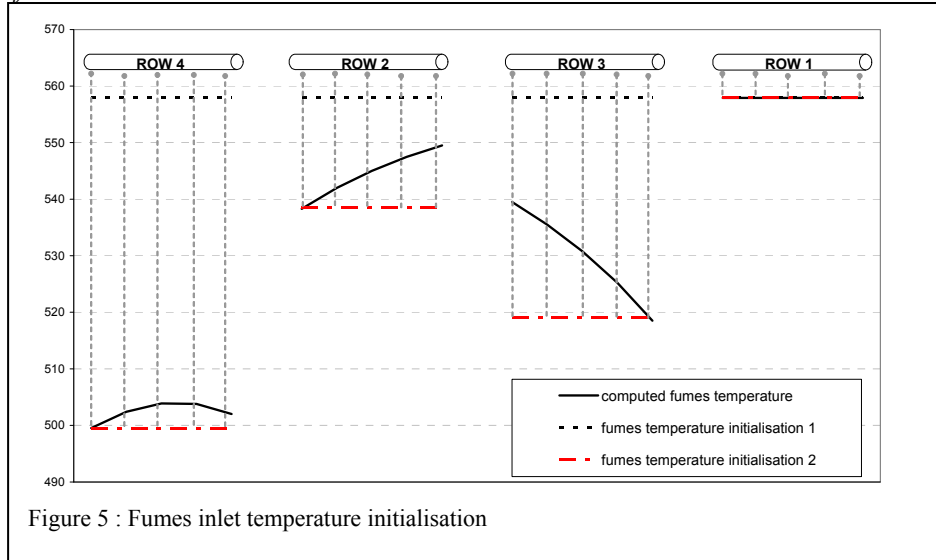 570
560
550
540
530
520
510
500
490
ROW 4
ROW 2
ROW 3
ROW 1
computed fumes temperature
fumes temperature initialisation 1
fumes temperature initialisation 2
Figure 5 : Fumes inlet temperature initialisation